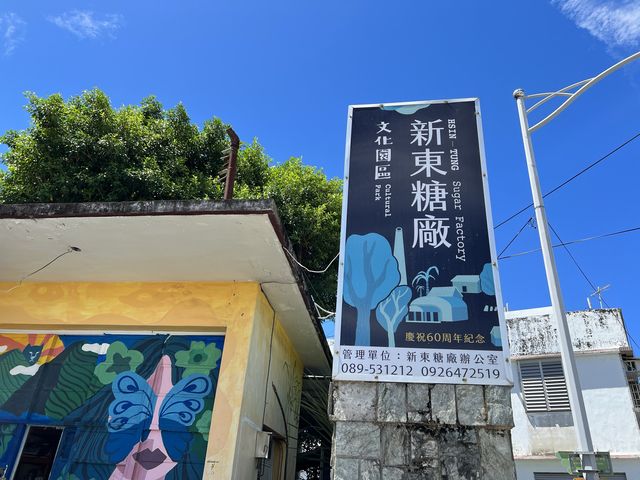 新東糖廠
HSIN-TUNG Sugar Factory
文化園區
Cultural Park
慶祝60周年紀念
管理單位：新東糖廠辦公室
089-531212 0926472519